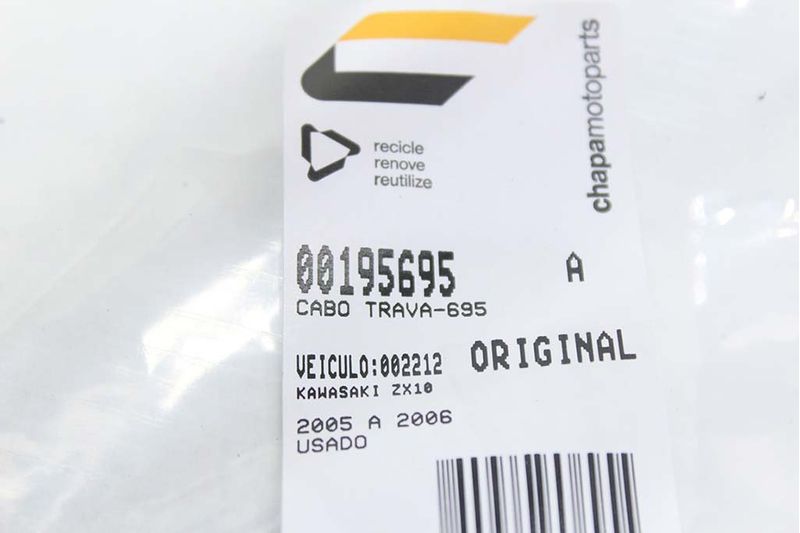 chapamotoparts
recicle
renove
reutilize
00195695 A
CABO TRAVA-695
VEICULO:002212 ORIGINAL
KAWASAKI ZX10
2005 A 2006
USADO